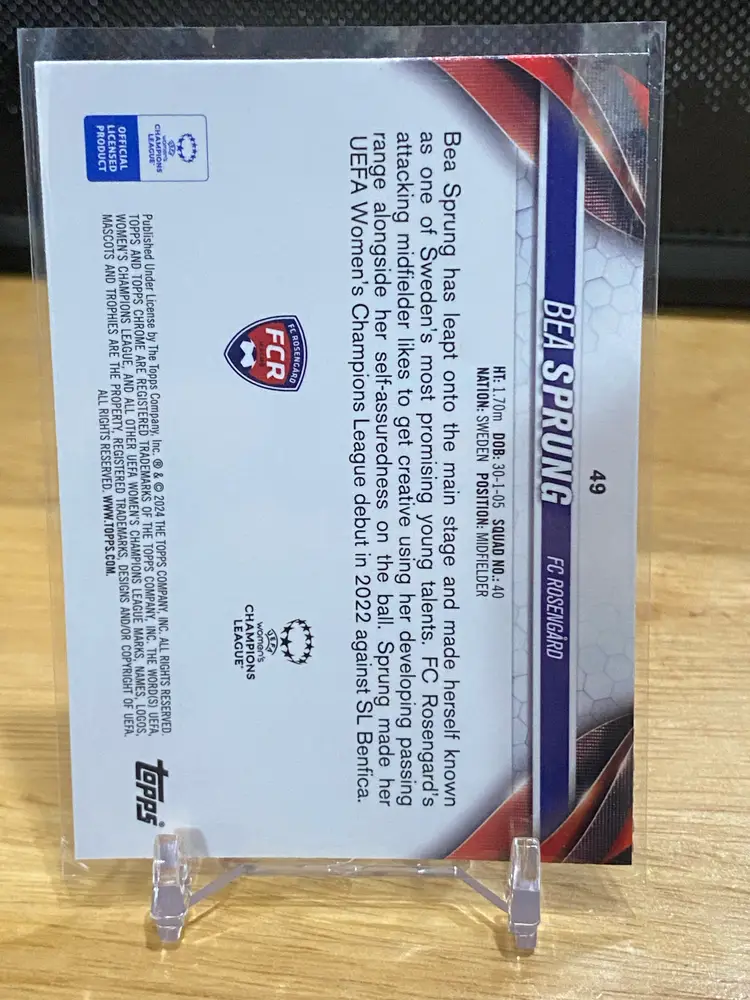 49
BEA SPRUNG FC ROSENGÅRD
HT: 1.70m DOB: 30-1-05 SQUAD NO.: 40
NATION: SWEDEN POSITION: MIDFIELDER
Bea Sprung has leapt onto the main stage and made herself known
as one of Sweden's most promising young talents. FC Rosengard's
attacking midfielder likes to get creative using her developing passing
range alongside her self-assuredness on the ball. Sprung made her
UEFA Women's Champions League debut in 2022 against SL Benfica.
FC ROSENGÅRD
FCR
UEFA
women's
CHAMPIONS
LEAGUE
UEFA
women's
CHAMPIONS
LEAGUE
OFFICIAL
LICENSED
PRODUCT
Published Under License by The Topps Company, Inc. ® & © 2024 THE TOPPS COMPANY, INC. ALL RIGHTS RESERVED.
TOPPS AND TOPPS CHROME ARE REGISTERED TRADEMARKS OF THE TOPPS COMPANY, INC. THE WORD(S) UEFA,
WOMEN'S CHAMPIONS LEAGUE, AND ALL OTHER UEFA WOMEN'S CHAMPIONS LEAGUE MARKS, NAMES, LOGOS,
MASCOTS AND TROPHIES ARE THE PROPERTY, REGISTERED TRADEMARKS, DESIGNS AND/OR COPYRIGHT OF UEFA.
ALL RIGHTS RESERVED. WWW.TOPPS.COM.
topps®